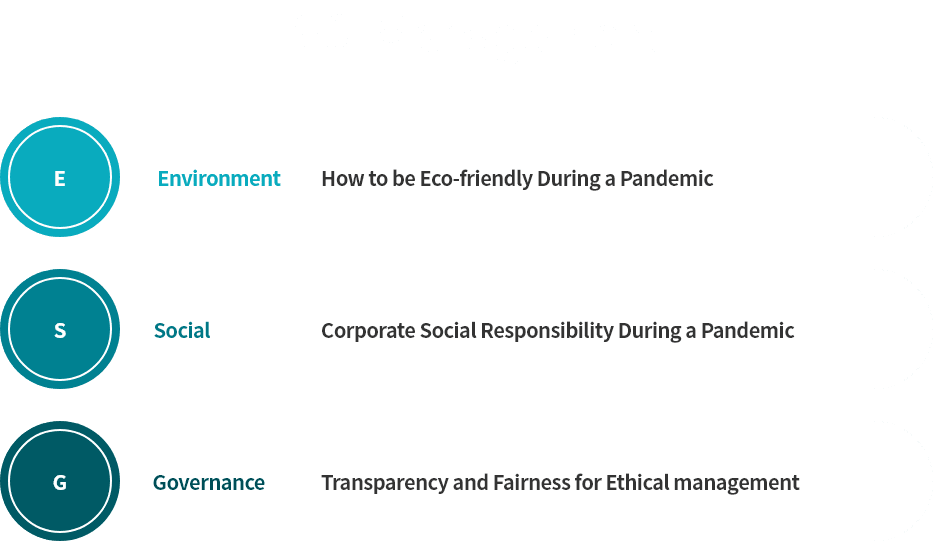 E Environment How to be Eco-friendly During a Pandemic
S Social Corporate Social Responsibility During a Pandemic
G Governance Transparency and Fairness for Ethical management